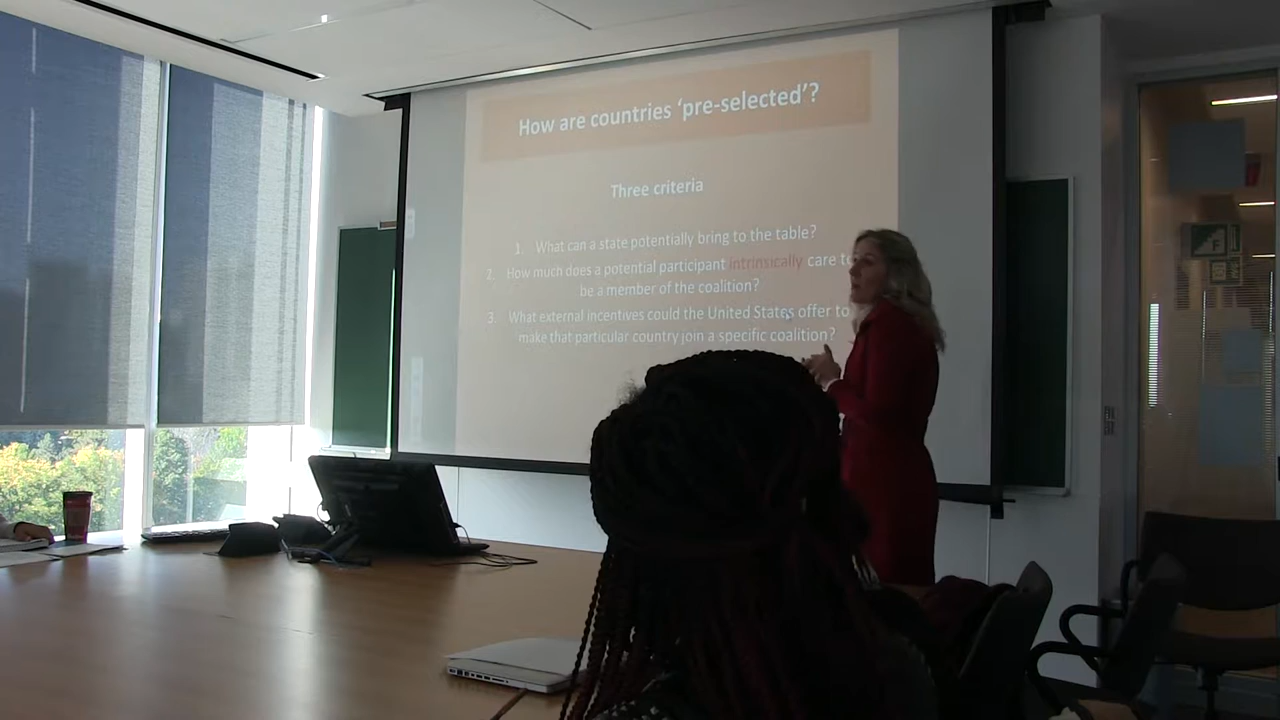 How are countries ‘pre-selected’?
Three criteria
1. What can a state potentially bring to the table?
2. How much does a potential participant intrinsically care to
be a member of the coalition?
3. What external incentives could the United States offer to
make that particular country join a specific coalition?
F